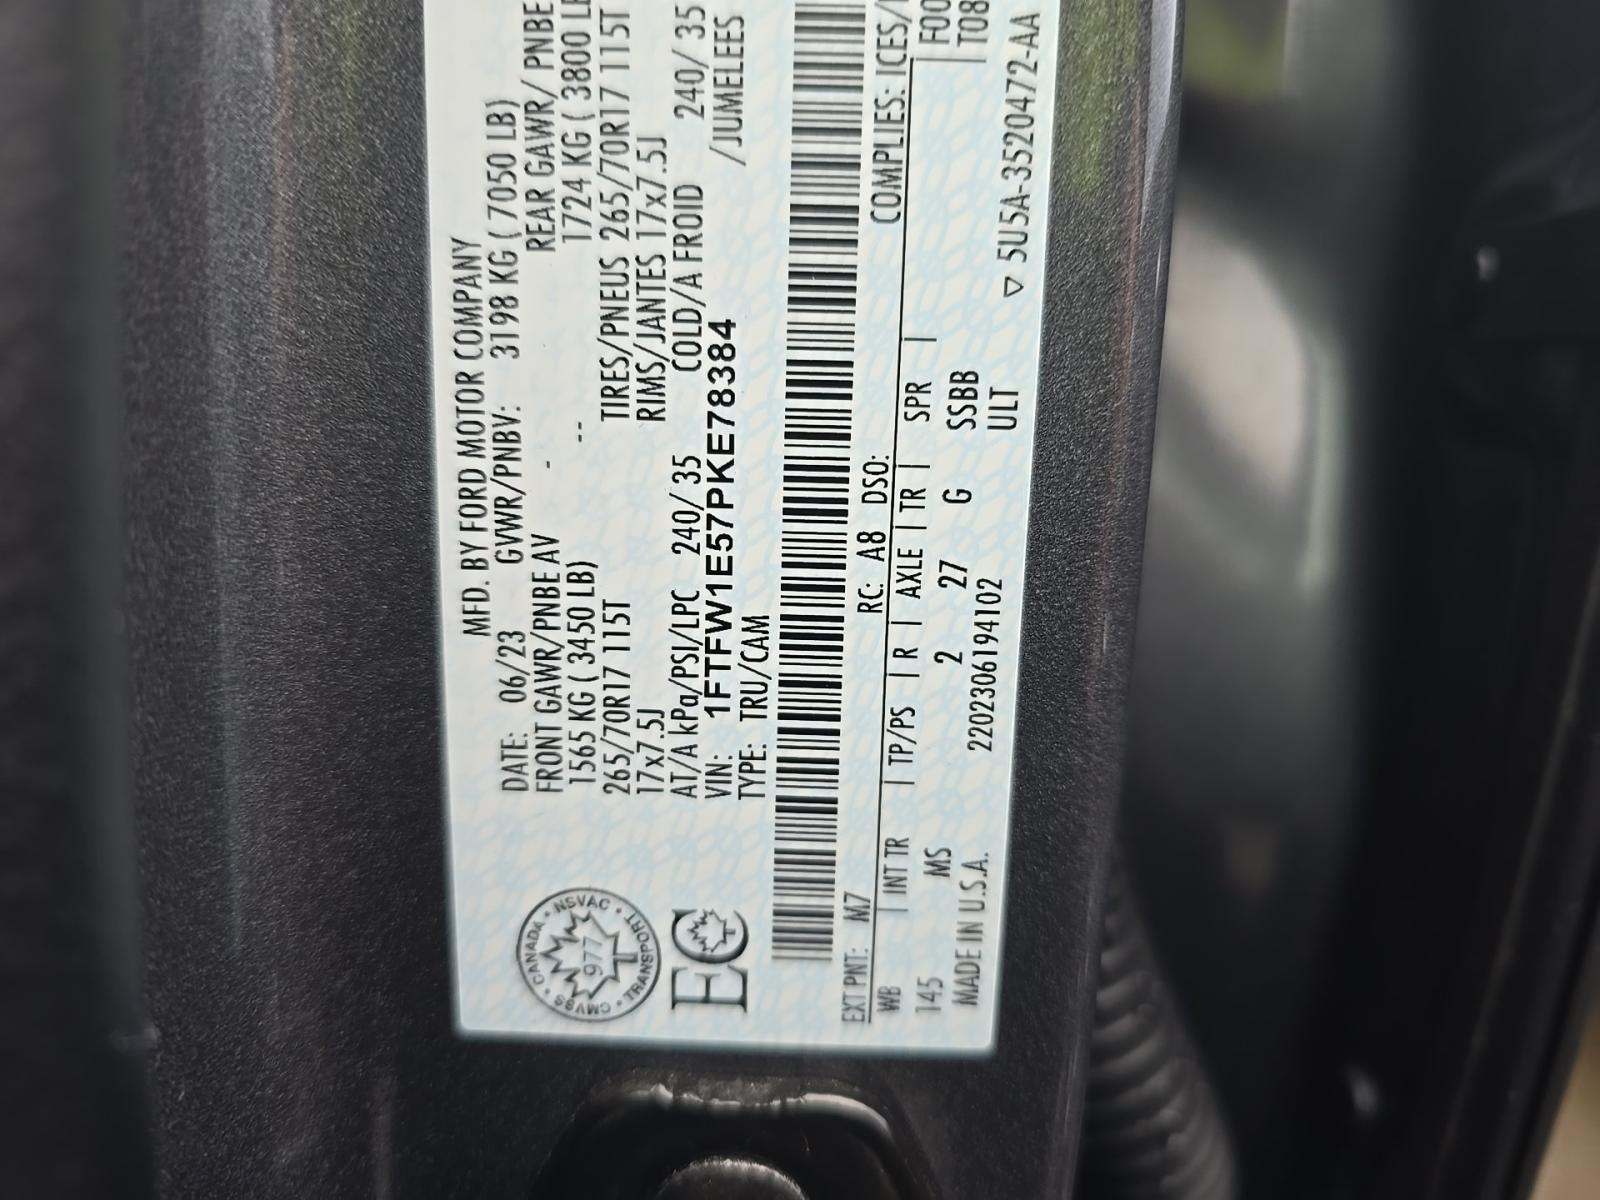 MFD. BY FORD MOTOR COMPANY
DATE: 06/23 GVWR/PNBV: 3198 KG ( 7050 LB)
FRONT GAWR/PNBE AV - REAR GAWR/ PNBE
1565 KG ( 3450 LB) -- 1724 KG ( 3800 LB
265/70R17 115T TIRES/PNEUS 265/70R17 115T
17x7.5J RIMS/JANTES 17x7.5J
AT/A kPa/PSI/LPC 240/ 35 COLD/A FROID 240/ 35
VIN: 1FTFW1E57PKE78384 /JUMELEES
TYPE: TRU/CAM
CANADA • NSVAC • TRANSPORT • CMVSS
977
EC
EXT PNT: M7 RC: A8 DSO: COMPLIES: ICES/
WB | INT TR | TP/PS | R | AXLE | TR | SPR | F00
145 MS 2 27 G SSBB | T08
MADE IN U.S.A. 2202306194102 ULT
▽ 5U5A-3520472-AA